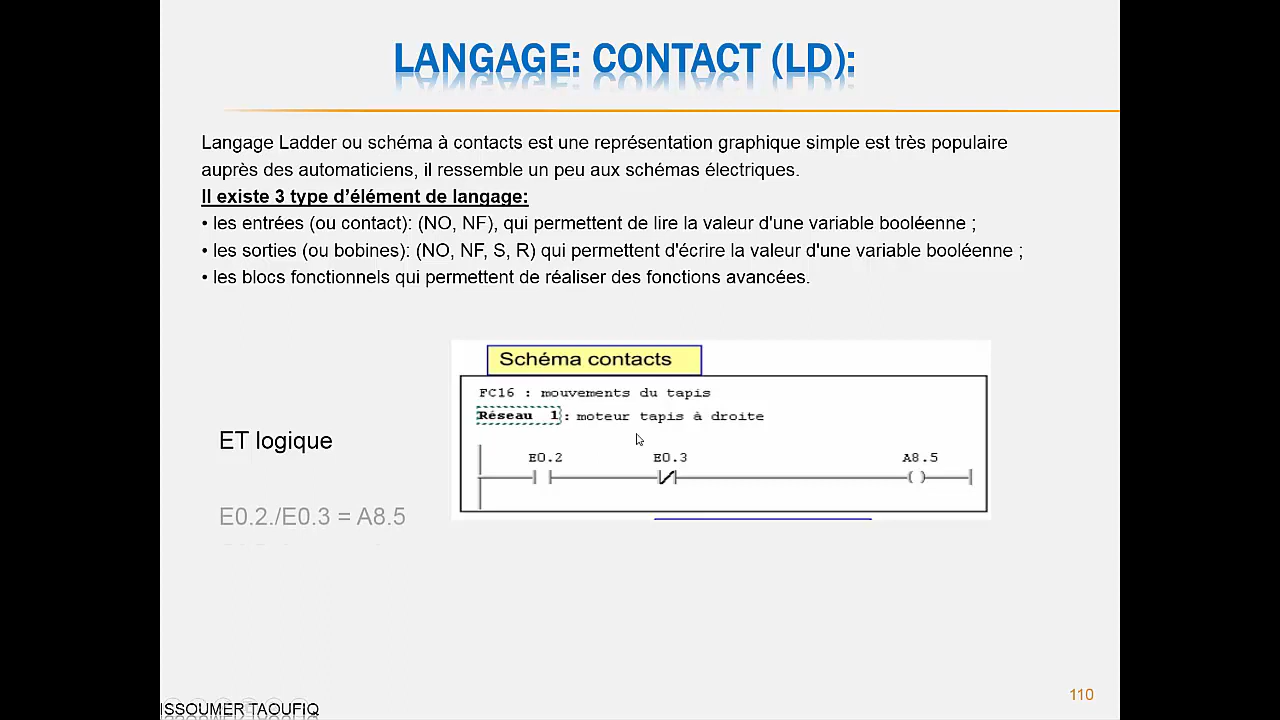 LANGAGE: CONTACT (LD):
Langage Ladder ou schéma à contacts est une représentation graphique simple est très populaire
auprès des automaticiens, il ressemble un peu aux schémas électriques.
Il existe 3 type d'élément de langage:
• les entrées (ou contact): (NO, NF), qui permettent de lire la valeur d'une variable booléenne ;
• les sorties (ou bobines): (NO, NF, S, R) qui permettent d'écrire la valeur d'une variable booléenne ;
• les blocs fonctionnels qui permettent de réaliser des fonctions avancées.
Schéma contacts
FC16 : mouvements du tapis
Réseau 1 : moteur tapis à droite
ET logique
E0.2 E0.3 A8.5
E0.2./E0.3 = A8.5
110
ISSOUMER TAOUFIQ